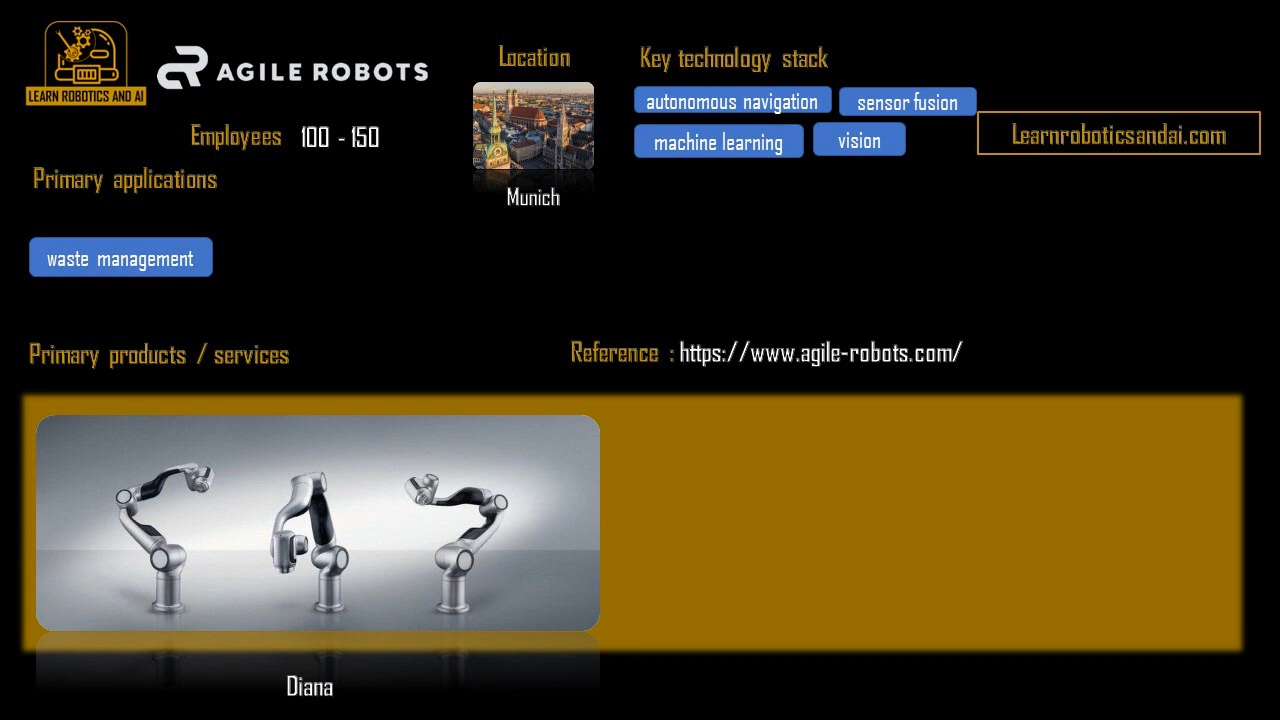 LEARN ROBOTICS AND AI
AGILE ROBOTS
Location
Key technology stack
autonomous navigation
sensor fusion
Learnroboticsandai.com
Employees 100 - 150
machine learning
vision
Primary applications
Munich
waste management
Primary products / services
Reference : https://www.agile-robots.com/
Diana